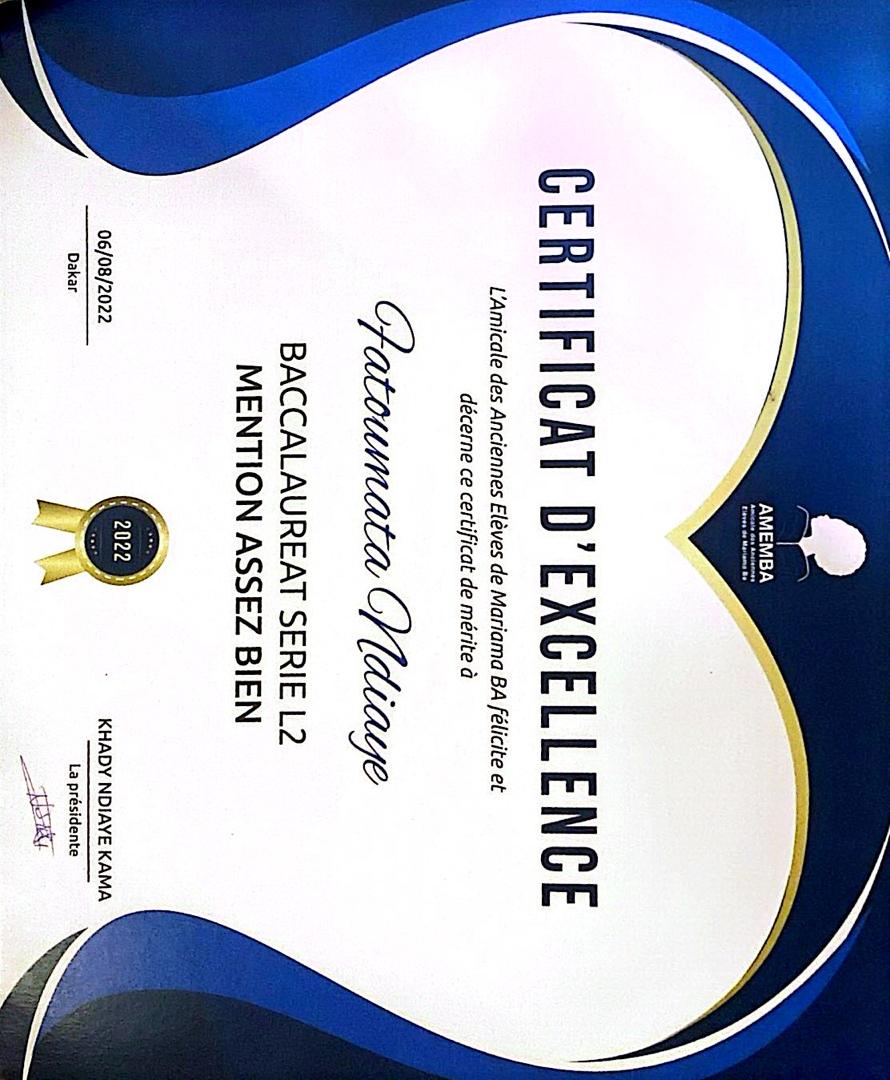 AMEMBA
Amicale des Anciennes
Elèves de Mariama Ba
CERTIFICAT D'EXCELLENCE
L'Amicale des Anciennes Elèves de Mariama BA félicite et
décerne ce certificat de mérite à
Fatoumata Ndiaye
BACCALAUREAT SERIE L2
MENTION ASSEZ BIEN
2022
06/08/2022
Dakar
KHADY NDIAYE KAMA
La présidente